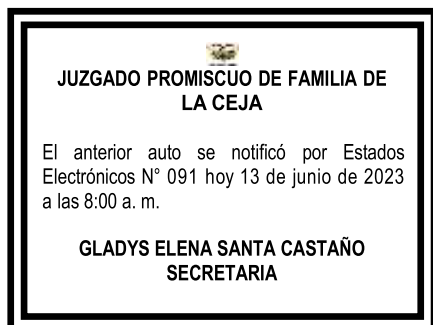 JUZGADO PROMISCUO DE FAMILIA DE
LA CEJA
El anterior auto se notificó por Estados
Electrónicos N° 091 hoy 13 de junio de 2023
a las 8:00 a. m.
GLADYS ELENA SANTA CASTAÑO
SECRETARIA